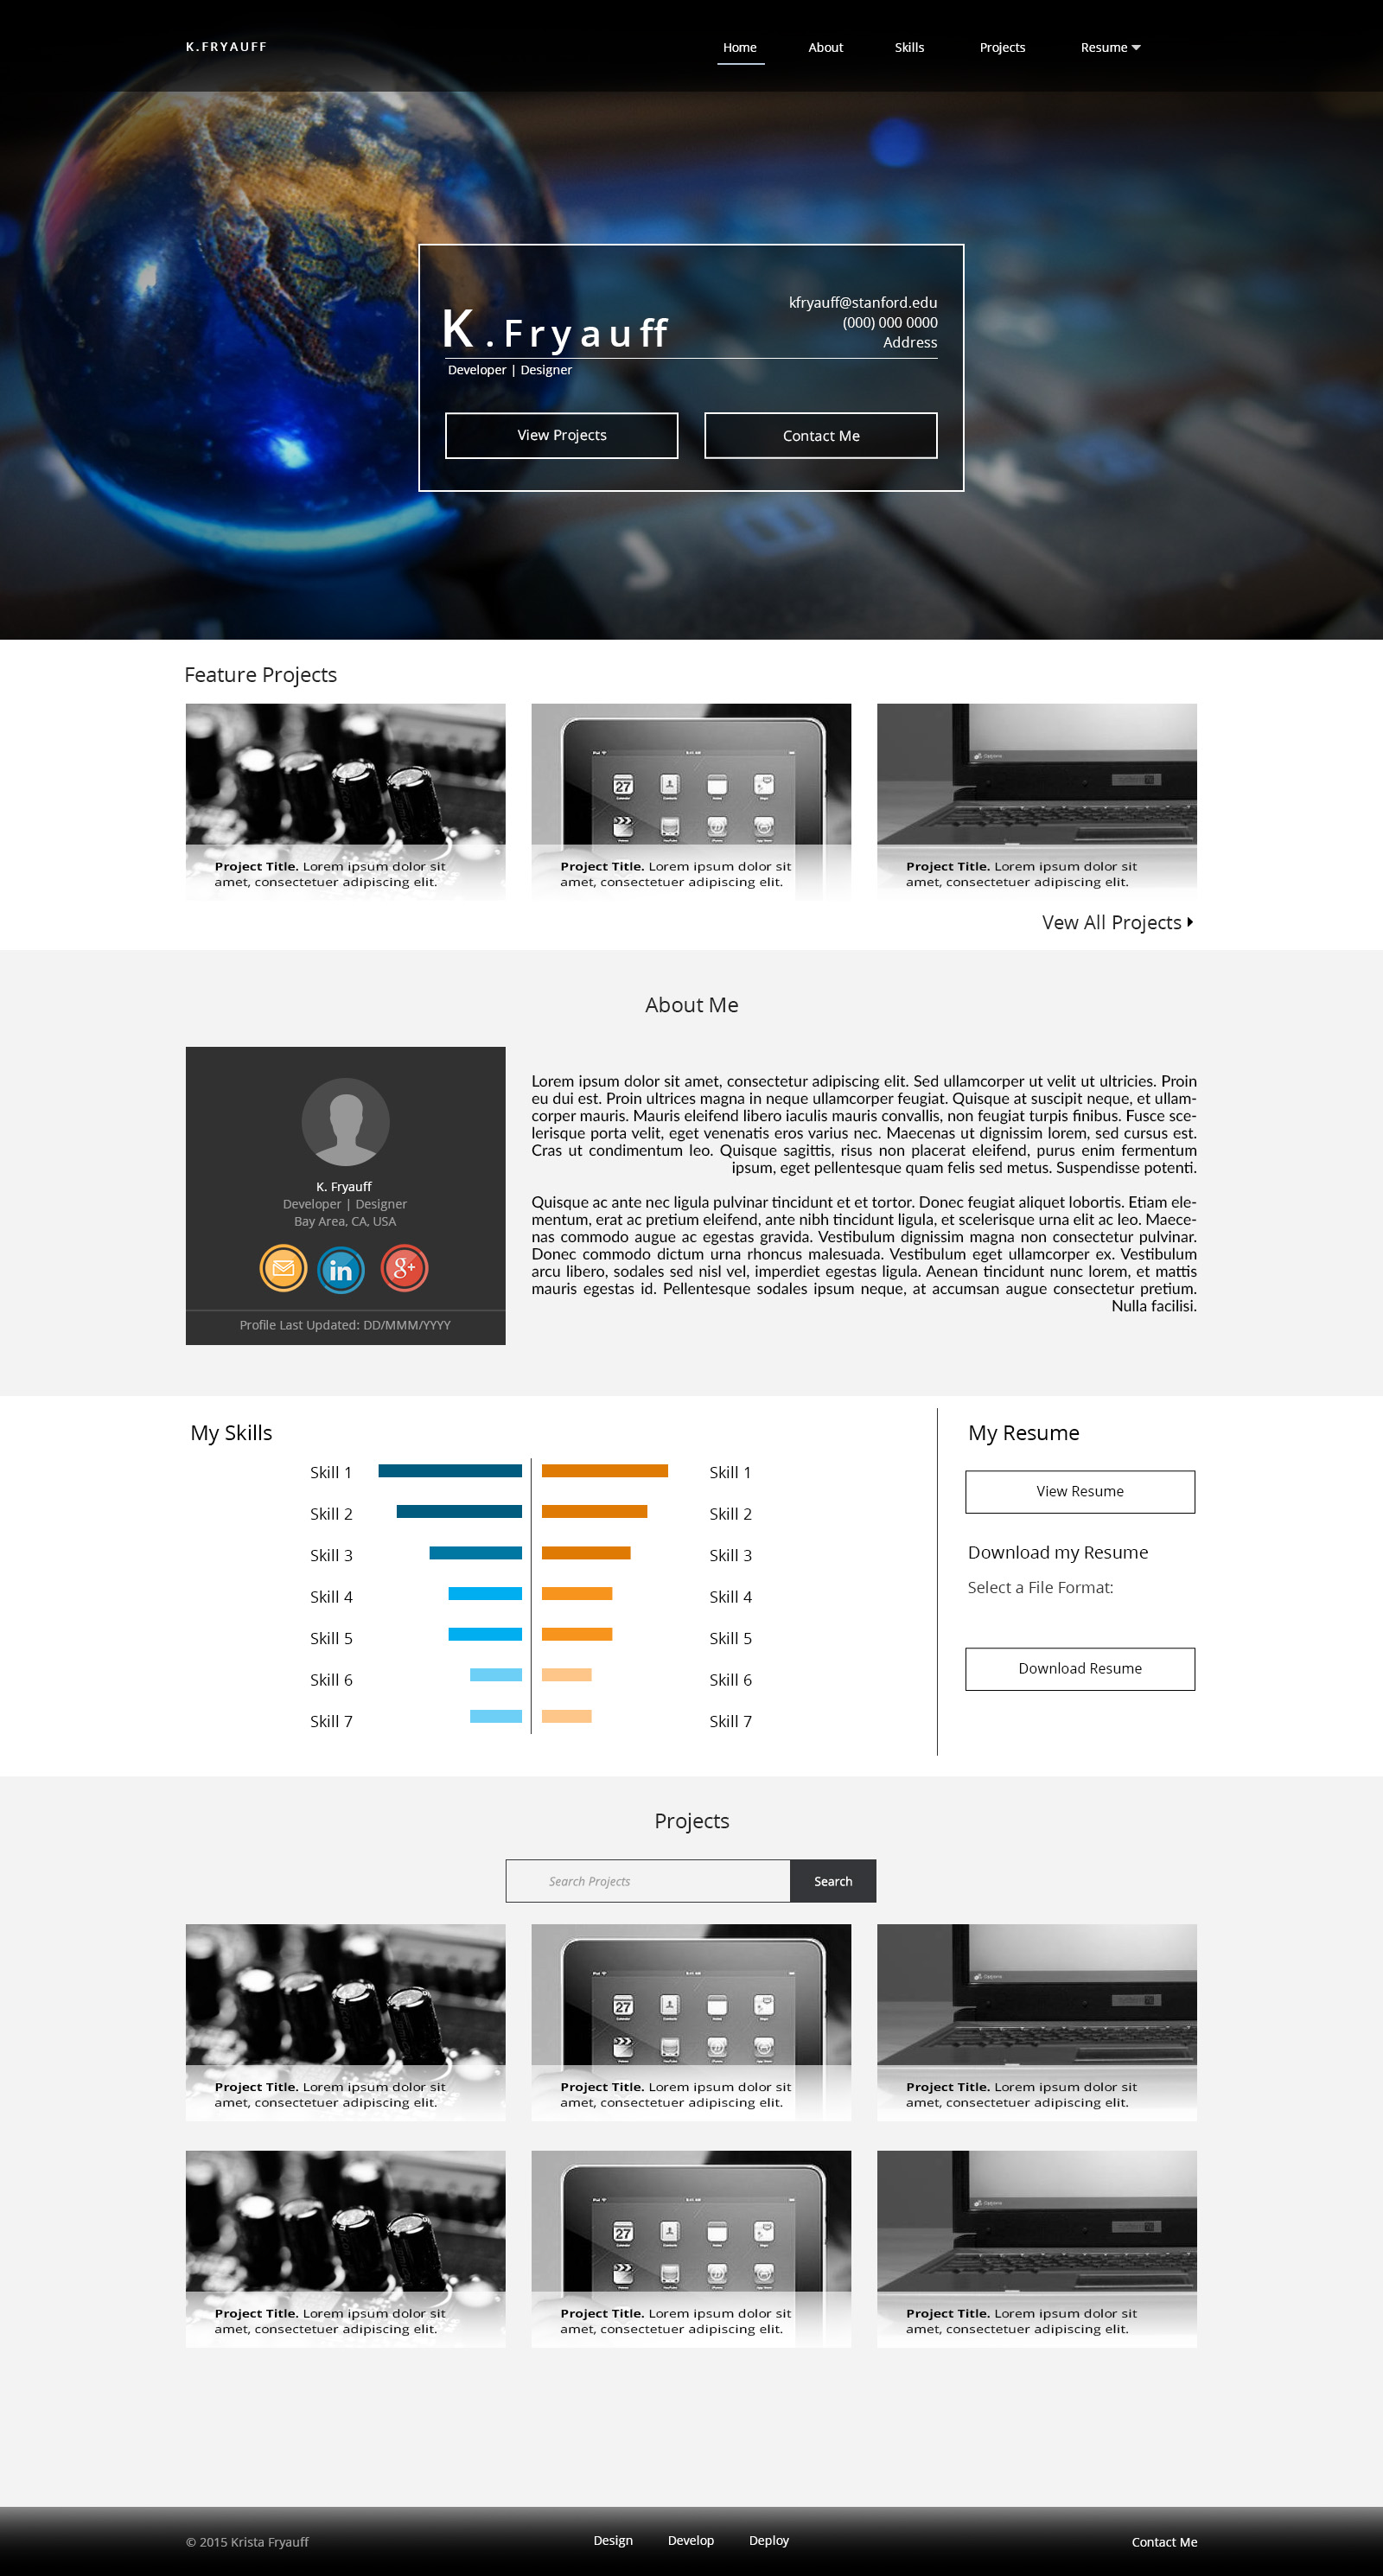 K.FRYAUFF
Home About Skills Projects Resume
K.Fryauff
kfryauff@stanford.edu
(000) 000 0000
Address
Developer | Designer
View Projects
Contact Me
Feature Projects
27
Project Title. Lorem ipsum dolor sit
amet, consectetuer adipiscing elit.
Project Title. Lorem ipsum dolor sit
amet, consectetuer adipiscing elit.
Project Title. Lorem ipsum dolor sit
amet, consectetuer adipiscing elit.
Vew All Projects
About Me
K. Fryauff
Developer | Designer
Bay Area, CA, USA
in
g+
Profile Last Updated: DD/MMM/YYYY
Lorem ipsum dolor sit amet, consectetur adipiscing elit. Sed ullamcorper ut velit ut ultricies. Proin
eu dui est. Proin ultrices magna in neque ullamcorper feugiat. Quisque at suscipit neque, et ullam-
corper mauris. Mauris eleifend libero iaculis mauris convallis, non feugiat turpis finibus. Fusce sce-
lerisque porta velit, eget venenatis eros varius nec. Maecenas ut dignissim lorem, sed cursus est.
Cras ut condimentum leo. Quisque sagittis, risus non placerat eleifend, purus enim fermentum
ipsum, eget pellentesque quam felis sed metus. Suspendisse potenti.
Quisque ac ante nec ligula pulvinar tincidunt et et tortor. Donec feugiat aliquet lobortis. Etiam ele-
mentum, erat ac pretium eleifend, ante nibh tincidunt ligula, et scelerisque urna elit ac leo. Maece-
nas commodo augue ac egestas gravida. Vestibulum dignissim magna non consectetur pulvinar.
Donec commodo dictum urna rhoncus malesuada. Vestibulum eget ullamcorper ex. Vestibulum
arcu libero, sodales sed nisl vel, imperdiet egestas ligula. Aenean tincidunt nunc lorem, et mattis
mauris egestas id. Pellentesque sodales ipsum neque, at accumsan augue consectetur pretium.
Nulla facilisi.
My Skills
Skill 1 Skill 1
Skill 2 Skill 2
Skill 3 Skill 3
Skill 4 Skill 4
Skill 5 Skill 5
Skill 6 Skill 6
Skill 7 Skill 7
My Resume
View Resume
Download my Resume
Select a File Format:
Download Resume
Projects
Search Projects
Search
27
Project Title. Lorem ipsum dolor sit
amet, consectetuer adipiscing elit.
Project Title. Lorem ipsum dolor sit
amet, consectetuer adipiscing elit.
Project Title. Lorem ipsum dolor sit
amet, consectetuer adipiscing elit.
27
Project Title. Lorem ipsum dolor sit
amet, consectetuer adipiscing elit.
Project Title. Lorem ipsum dolor sit
amet, consectetuer adipiscing elit.
Project Title. Lorem ipsum dolor sit
amet, consectetuer adipiscing elit.
© 2015 Krista Fryauff
Design Develop Deploy
Contact Me